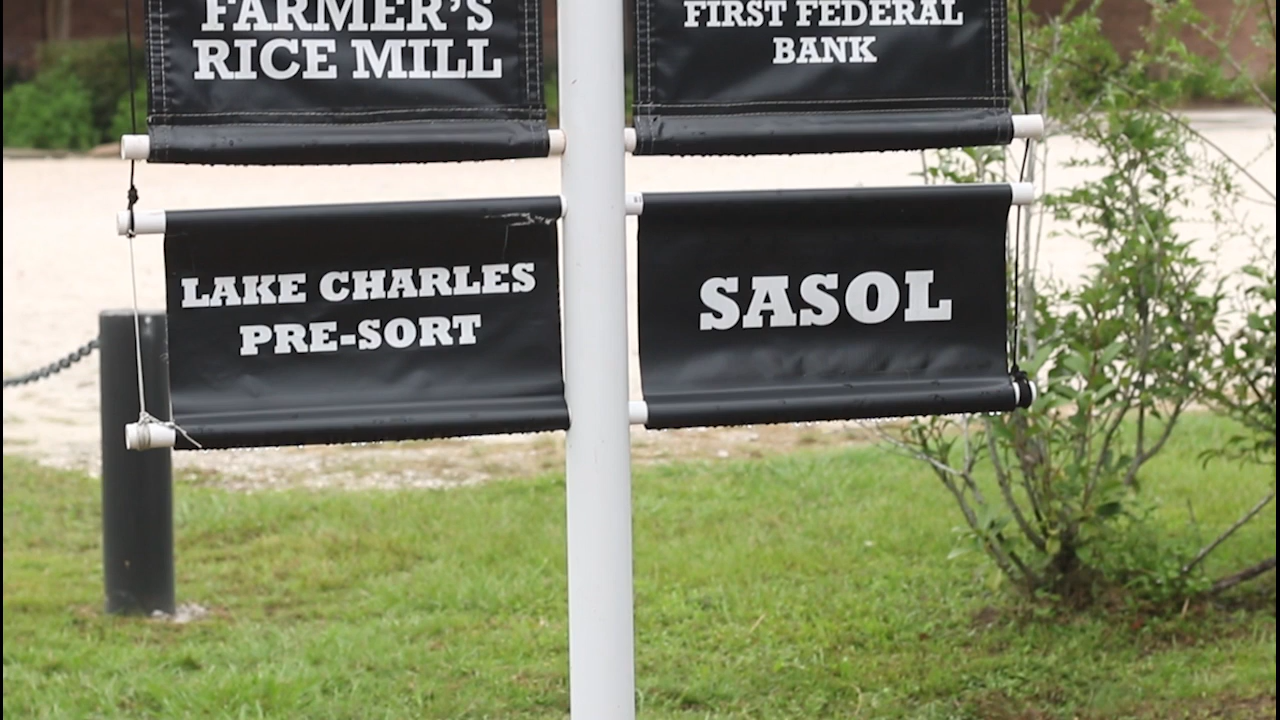 FARMER'S
RICE MILL
FIRST FEDERAL
BANK
LAKE CHARLES
PRE-SORT
SASOL